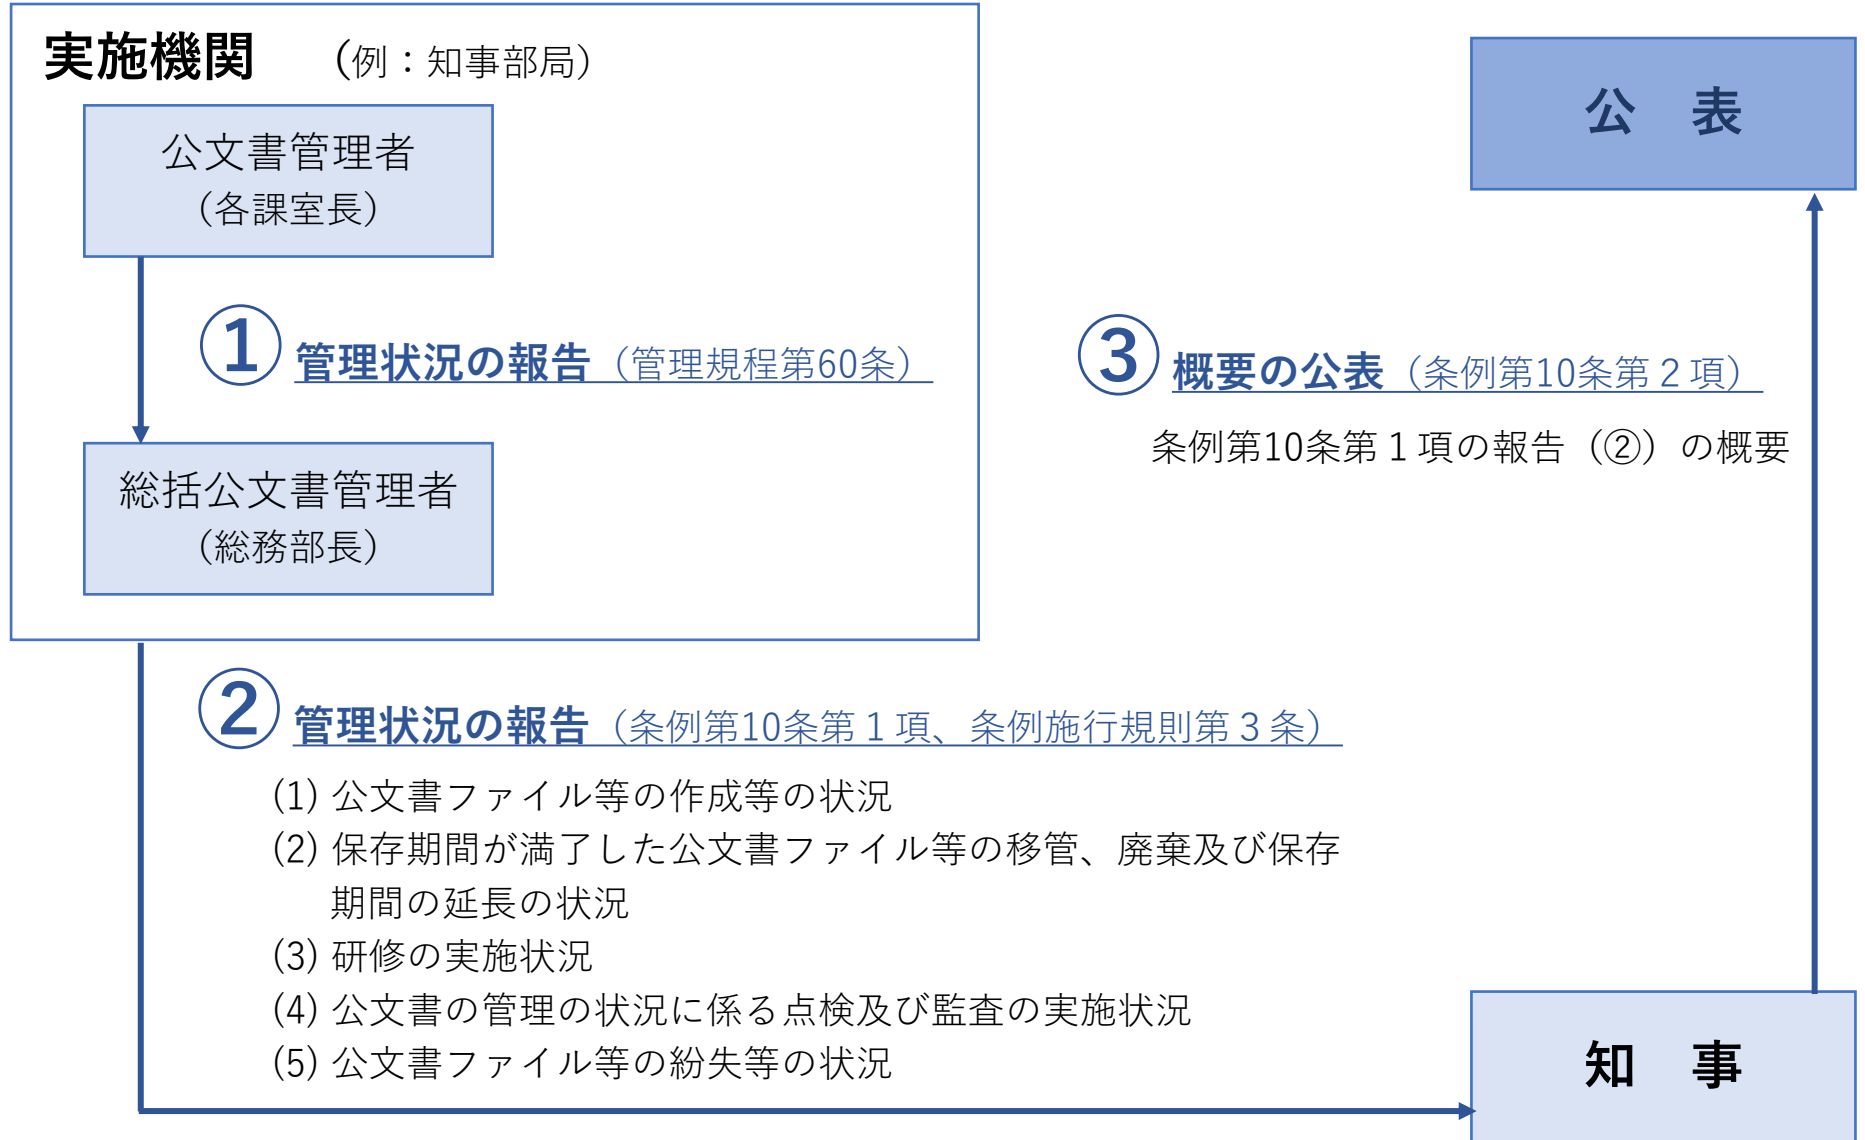 実施機関　(例：知事部局)
公文書管理者
（各課室長）
① 管理状況の報告（管理規程第60条）
総括公文書管理者
（総務部長）
② 管理状況の報告（条例第10条第１項、条例施行規則第３条）
(1) 公文書ファイル等の作成等の状況
(2) 保存期間が満了した公文書ファイル等の移管、廃棄及び保存
期間の延長の状況
(3) 研修の実施状況
(4) 公文書の管理の状況に係る点検及び監査の実施状況
(5) 公文書ファイル等の紛失等の状況
知　事
③ 概要の公表（条例第10条第２項）
条例第10条第１項の報告（②）の概要
公　表